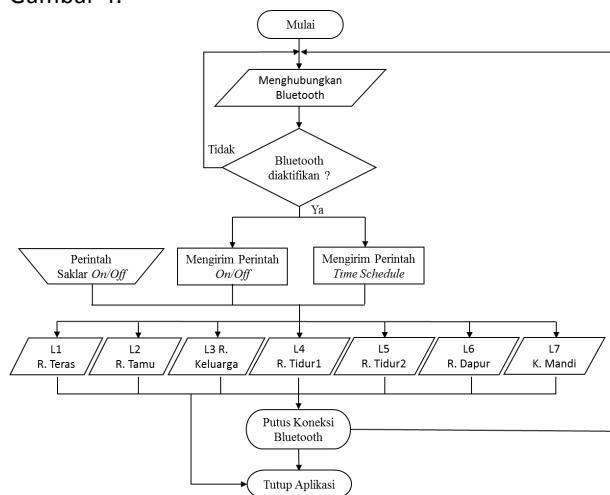 Gambar 4.
Mulai
Menghubungkan
Bluetooth
Tidak
Bluetooth
diaktifikan ?
Ya
Perintah
Saklar On/Off
Mengirim Perintah
On/Off
Mengirim Perintah
Time Schedule
L1
R. Teras
L2
R. Tamu
L3 R.
Keluarga
L4
R. Tidur1
L5
R. Tidur2
L6
R. Dapur
L7
K. Mandi
Putus Koneksi
Bluetooth
Tutup Aplikasi